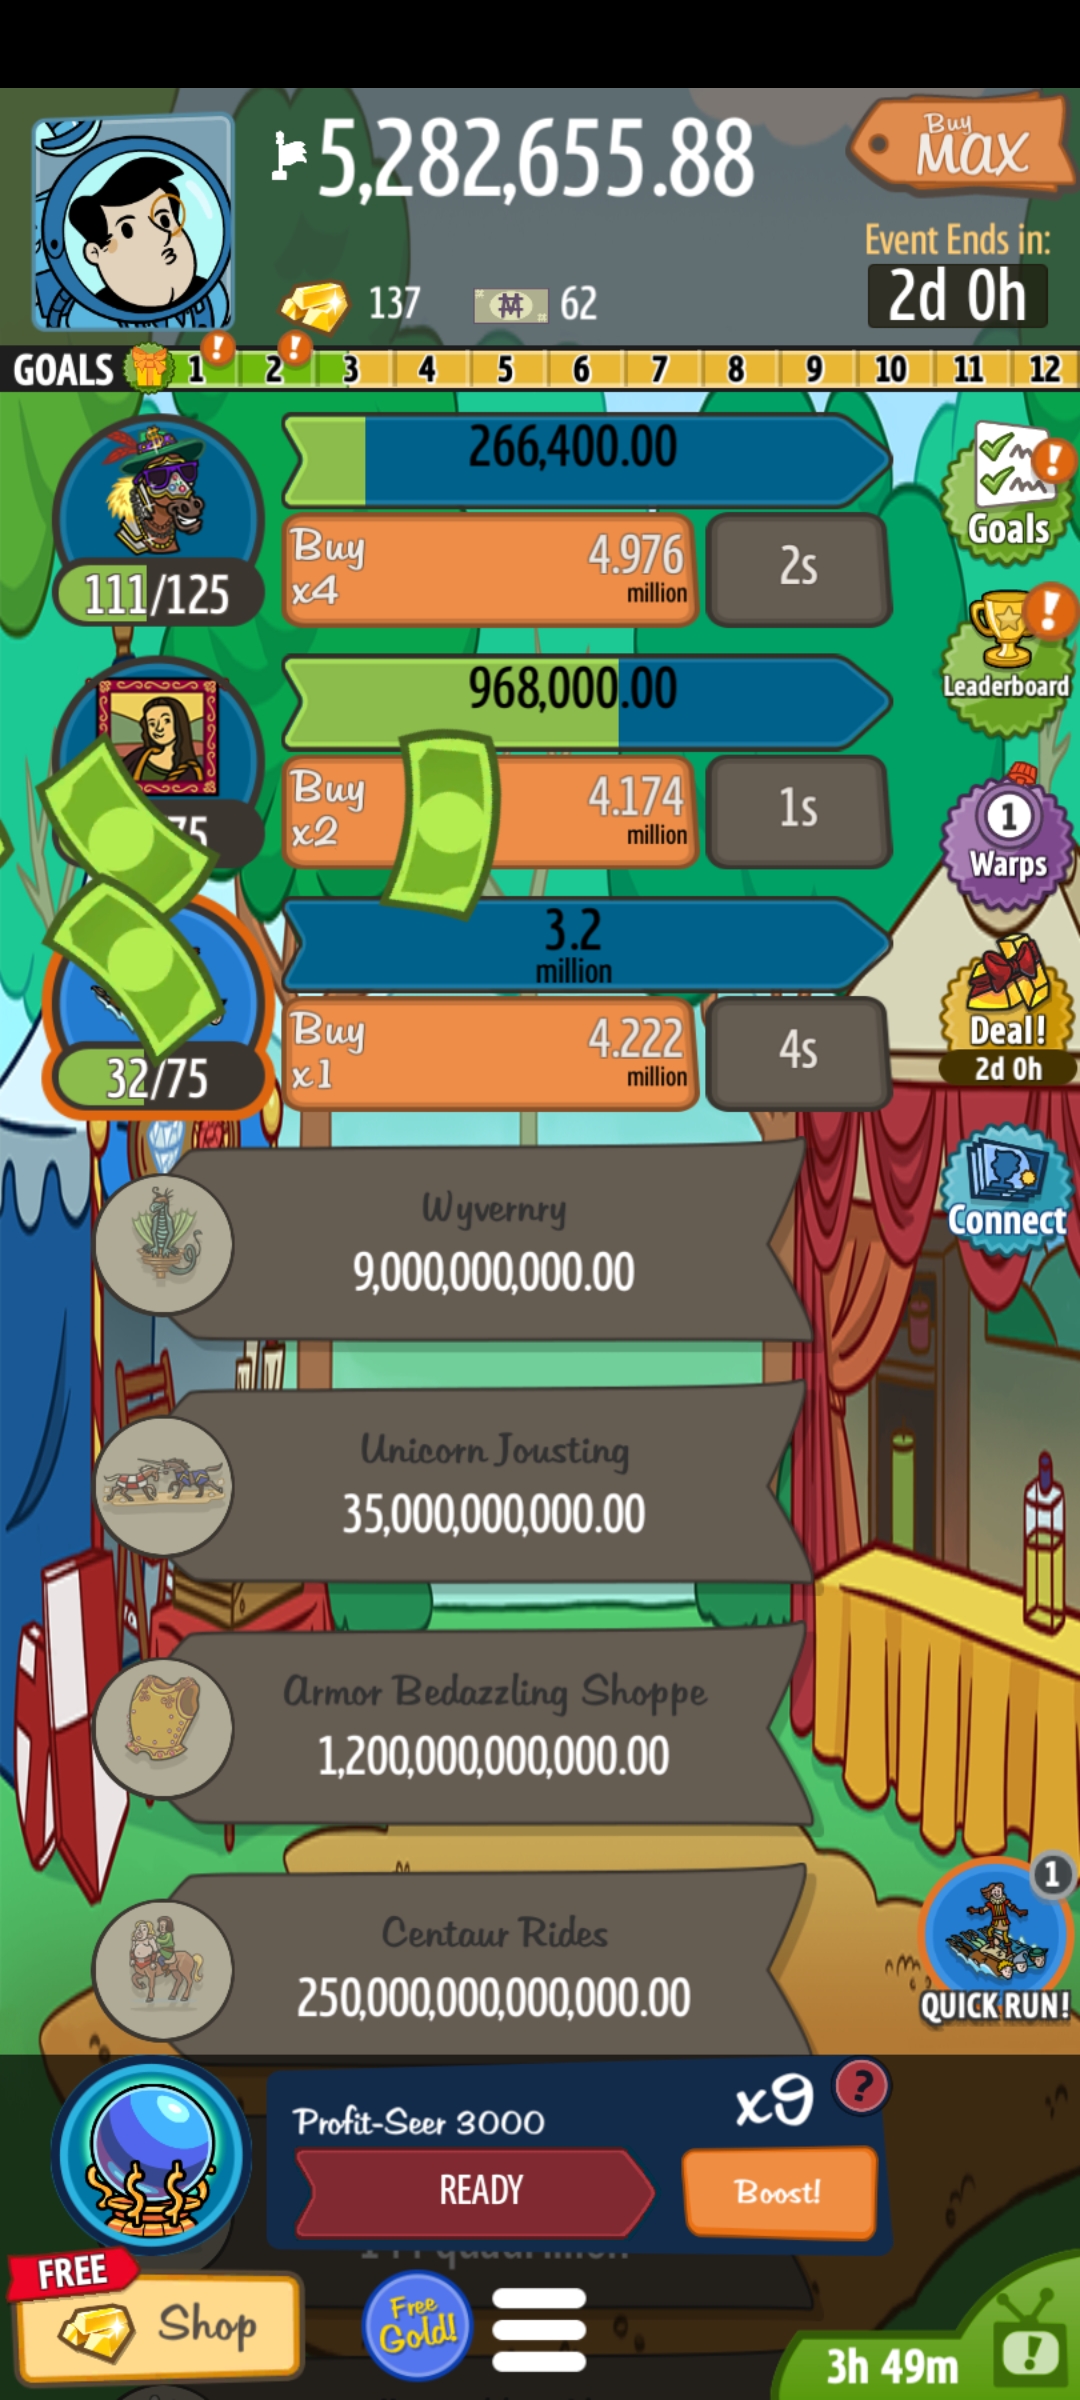 5,282,655.88
Buy
MAX
Event Ends in:
2d 0h
137
62
GOALS 1 ! 2 ! 3 4 5 6 7 8 9 10 11 12
266,400.00
Buy
x4
4.976
million
2s
111/125
!
Goals
968,000.00
Buy
x2
4.174
million
1s
75
!
Leaderboard
1
Warps
3.2
million
Buy
x1
4.222
million
4s
32/75
Deal!
2d 0h
Connect
Wyvernry
9,000,000,000.00
Unicorn Jousting
35,000,000,000.00
Armor Bedazzling Shoppe
1,200,000,000,000.00
Centaur Rides
250,000,000,000,000.00
1
QUICK RUN!
Profit-Seer 3000
x9
?
READY
Boost!
FREE
Shop
Free
Gold!
3h 49m
!